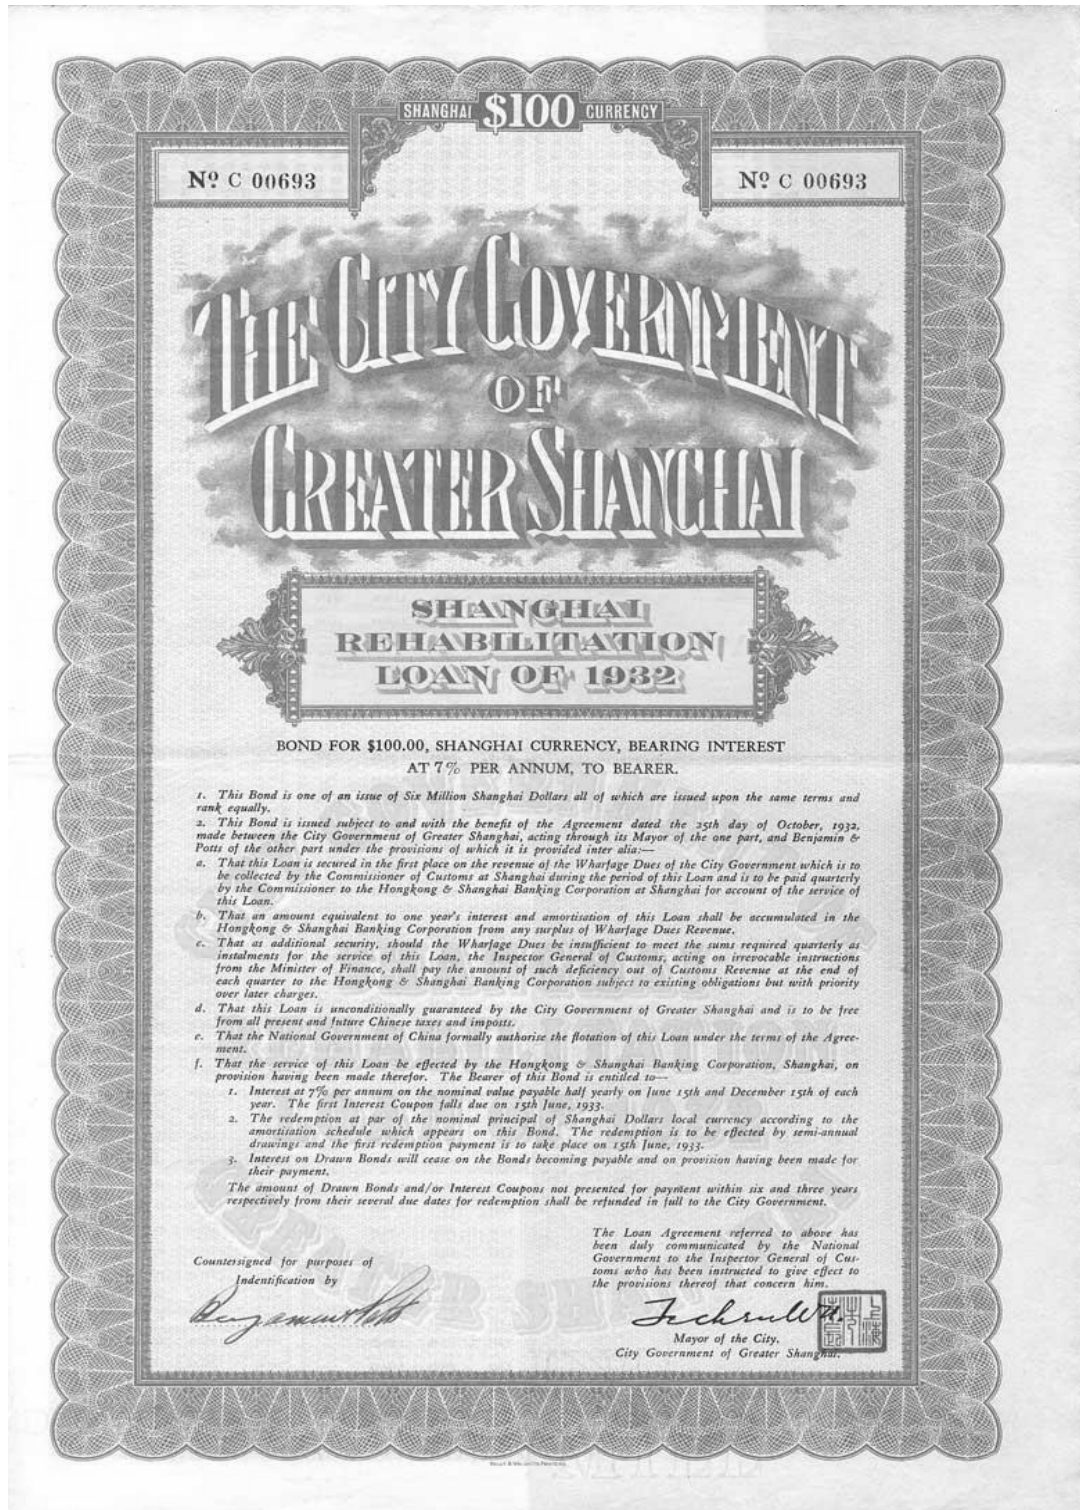 SHANGHAI $100 CURRENCY
Nº C 00693
Nº C 00693
THE CITY GOVERNMENT
OF
GREATER SHANGHAI
SHANGHAI
REHABILITATION
LOAN OF 1932
BOND FOR $100.00, SHANGHAI CURRENCY, BEARING INTEREST
AT 7% PER ANNUM, TO BEARER.
1. This Bond is one of an issue of Six Million Shanghai Dollars all of which are issued upon the same terms and
rank equally.
2. This Bond is issued subject to and with the benefit of the Agreement dated the 25th day of October, 1932,
made between the City Government of Greater Shanghai, acting through its Mayor of the one part, and Benjamin &
Potts of the other part under the provisions of which it is provided inter alia:—
a. That this Loan is secured in the first place on the revenue of the Wharfage Dues of the City Government which is to
be collected by the Commissioner of Customs at Shanghai during the period of this Loan and is to be paid quarterly
by the Commissioner to the Hongkong & Shanghai Banking Corporation at Shanghai for account of the service of
this Loan.
b. That an amount equivalent to one year's interest and amortisation of this Loan shall be accumulated in the
Hongkong & Shanghai Banking Corporation from any surplus of Wharfage Dues Revenue.
c. That as additional security, should the Wharfage Dues be insufficient to meet the sums required quarterly as
instalments for the service of this Loan, the Inspector General of Customs, acting on irrevocable instructions
from the Minister of Finance, shall pay the amount of such deficiency out of Customs Revenue at the end of
each quarter to the Hongkong & Shanghai Banking Corporation subject to existing obligations but with priority
over later charges.
d. That this Loan is unconditionally guaranteed by the City Government of Greater Shanghai and is to be free
from all present and future Chinese taxes and imposts.
e. That the National Government of China formally authorise the flotation of this Loan under the terms of the Agree-
ment.
f. That the service of this Loan be effected by the Hongkong & Shanghai Banking Corporation, Shanghai, on
provision having been made therefor. The Bearer of this Bond is entitled to—
1. Interest at 7% per annum on the nominal value payable half yearly on June 15th and December 15th of each
year. The first Interest Coupon falls due on 15th June, 1933.
2. The redemption at par of the nominal principal of Shanghai Dollars local currency according to the
amortisation schedule which appears on this Bond. The redemption is to be effected by semi-annual
drawings and the first redemption payment is to take place on 15th June, 1933.
3. Interest on Drawn Bonds will cease on the Bonds becoming payable and on provision having been made for
their payment.
The amount of Drawn Bonds and/or Interest Coupons not presented for payment within six and three years
respectively from their several due dates for redemption shall be refunded in full to the City Government.
The Loan Agreement referred to above has
been duly communicated by the National
Government to the Inspector General of Cus-
toms who has been instructed to give effect to
the provisions thereof that concern him.
Countersigned for purposes of
Indentification by
Benjamin & Potts
Mayor of the City.
City Government of Greater Shanghai.